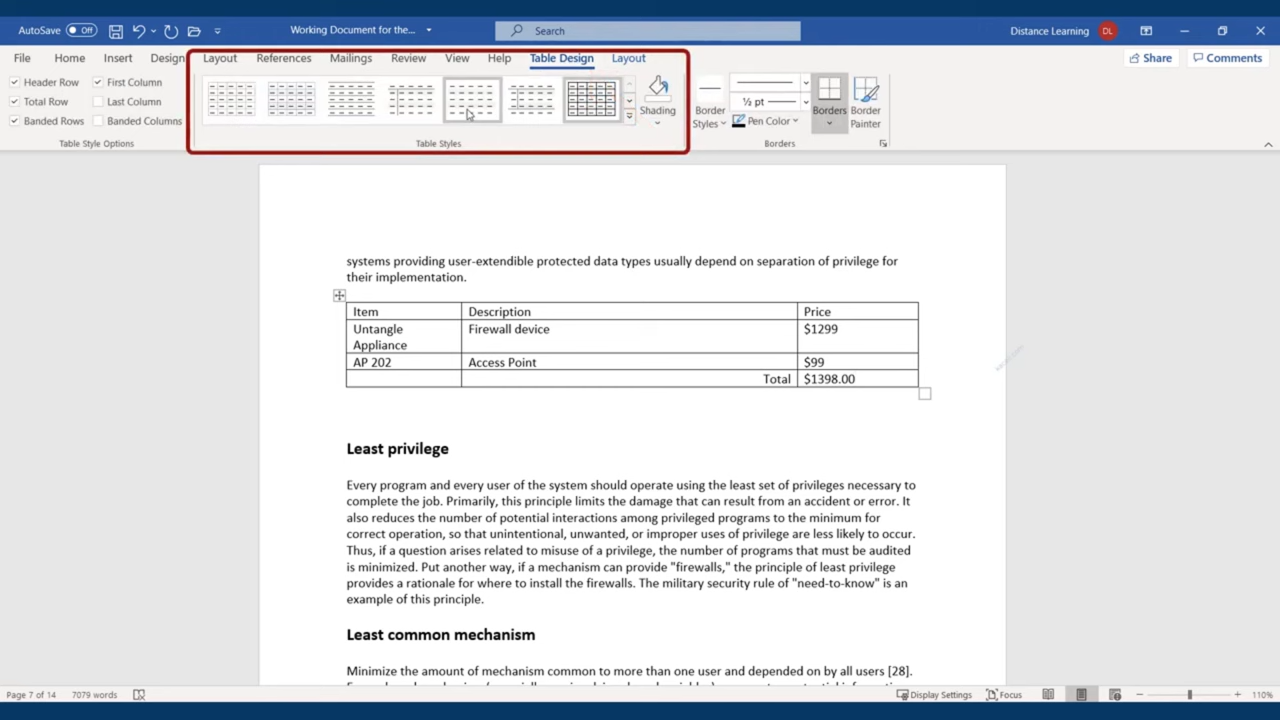 AutoSave Off Working Document for the... Search Distance Learning DL
File Home Insert Design Layout References Mailings Review View Help Table Design Layout Share Comments
Header Row First Column
Total Row Last Column
Banded Rows Banded Columns
Table Style Options
Table Styles
Shading
Border
Styles
½ pt
Pen Color
Borders
Border
Painter
Borders
systems providing user-extendible protected data types usually depend on separation of privilege for
their implementation.
Item Description Price
Untangle Firewall device $1299
Appliance
AP 202 Access Point $99
Total $1398.00
Least privilege
Every program and every user of the system should operate using the least set of privileges necessary to
complete the job. Primarily, this principle limits the damage that can result from an accident or error. It
also reduces the number of potential interactions among privileged programs to the minimum for
correct operation, so that unintentional, unwanted, or improper uses of privilege are less likely to occur.
Thus, if a question arises related to misuse of a privilege, the number of programs that must be audited
is minimized. Put another way, if a mechanism can provide "firewalls," the principle of least privilege
provides a rationale for where to install the firewalls. The military security rule of "need-to-know" is an
example of this principle.
Least common mechanism
Minimize the amount of mechanism common to more than one user and depended on by all users [28].
Page 7 of 14 7079 words Display Settings Focus 110%